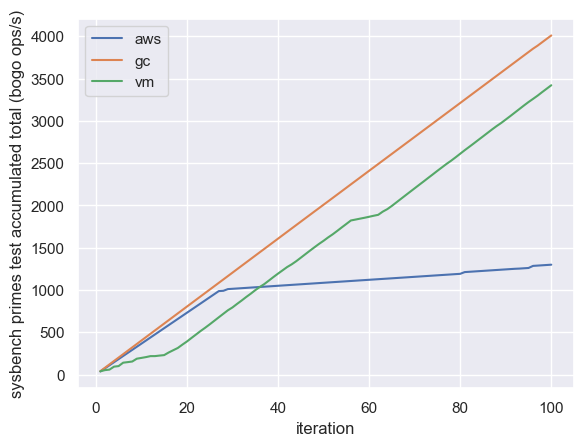 sysbench primes test accumulated total (bogo ops/s)
4000
3500
3000
2500
2000
1500
1000
500
0
aws
gc
vm
0 20 40 60 80 100
iteration